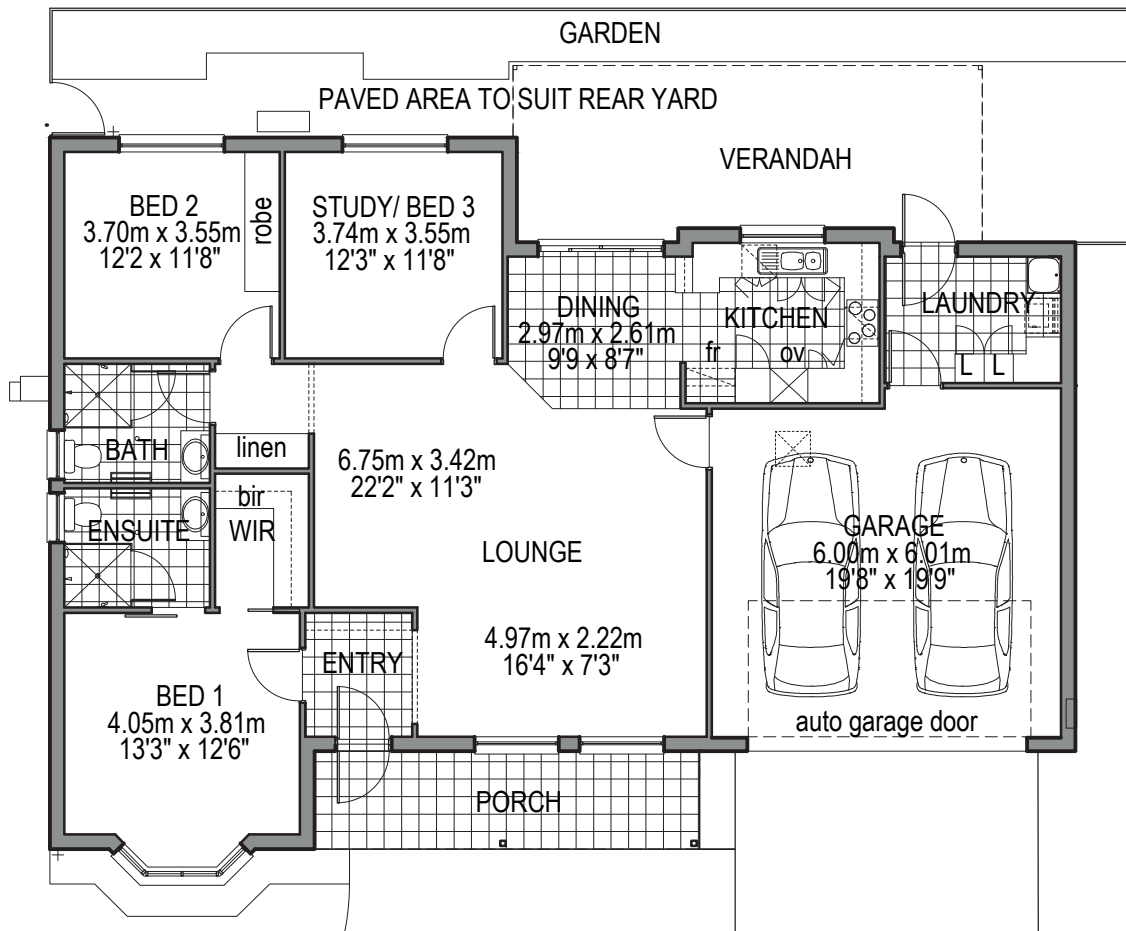 GARDEN
PAVED AREA TO SUIT REAR YARD
VERANDAH
BED 2
3.70m x 3.55m
12'2 x 11'8"
robe
STUDY/ BED 3
3.74m x 3.55m
12'3" x 11'8"
DINING
2.97m x 2.61m
9'9 x 8'7"
KITCHEN
fr
ov
LAUNDRY
L L
BATH
linen
6.75m x 3.42m
22'2" x 11'3"
bir
WIR
ENSUITE
LOUNGE
GARAGE
6.00m x 6.01m
19'8" x 19'9"
4.97m x 2.22m
16'4" x 7'3"
ENTRY
BED 1
4.05m x 3.81m
13'3" x 12'6"
auto garage door
PORCH